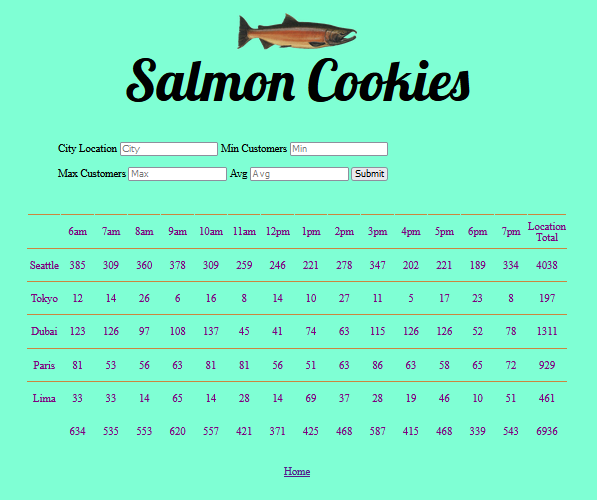 Salmon Cookies
City Location City Min Customers Min
Max Customers Max Avg Avg Submit
6am 7am 8am 9am 10am 11am 12pm 1pm 2pm 3pm 4pm 5pm 6pm 7pm Location Total
Seattle 385 309 360 378 309 259 246 221 278 347 202 221 189 334 4038
Tokyo 12 14 26 6 16 8 14 10 27 11 5 17 23 8 197
Dubai 123 126 97 108 137 45 41 74 63 115 126 126 52 78 1311
Paris 81 53 56 63 81 81 56 51 63 86 63 58 65 72 929
Lima 33 33 14 65 14 28 14 69 37 28 19 46 10 51 461
634 535 553 620 557 421 371 425 468 587 415 468 339 543 6936
Home